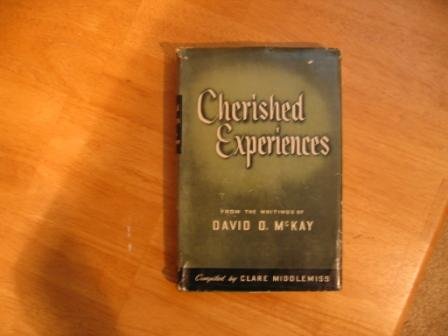 Cherished
Experiences
FROM THE WRITINGS OF
DAVID O. McKAY
Compiled by CLARE MIDDLEMISS